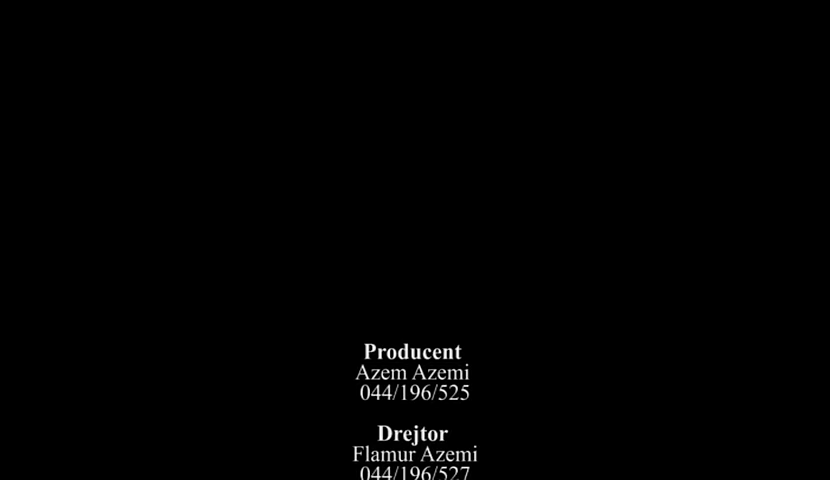 Producent
Azem Azemi
044/196/525
Drejtor
Flamur Azemi
044/196/527